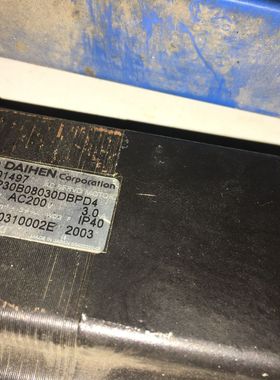 DAIHEN Corporation
01497
P30B08030DBPD4
AC200 3.0
IP40
0310002E 2003